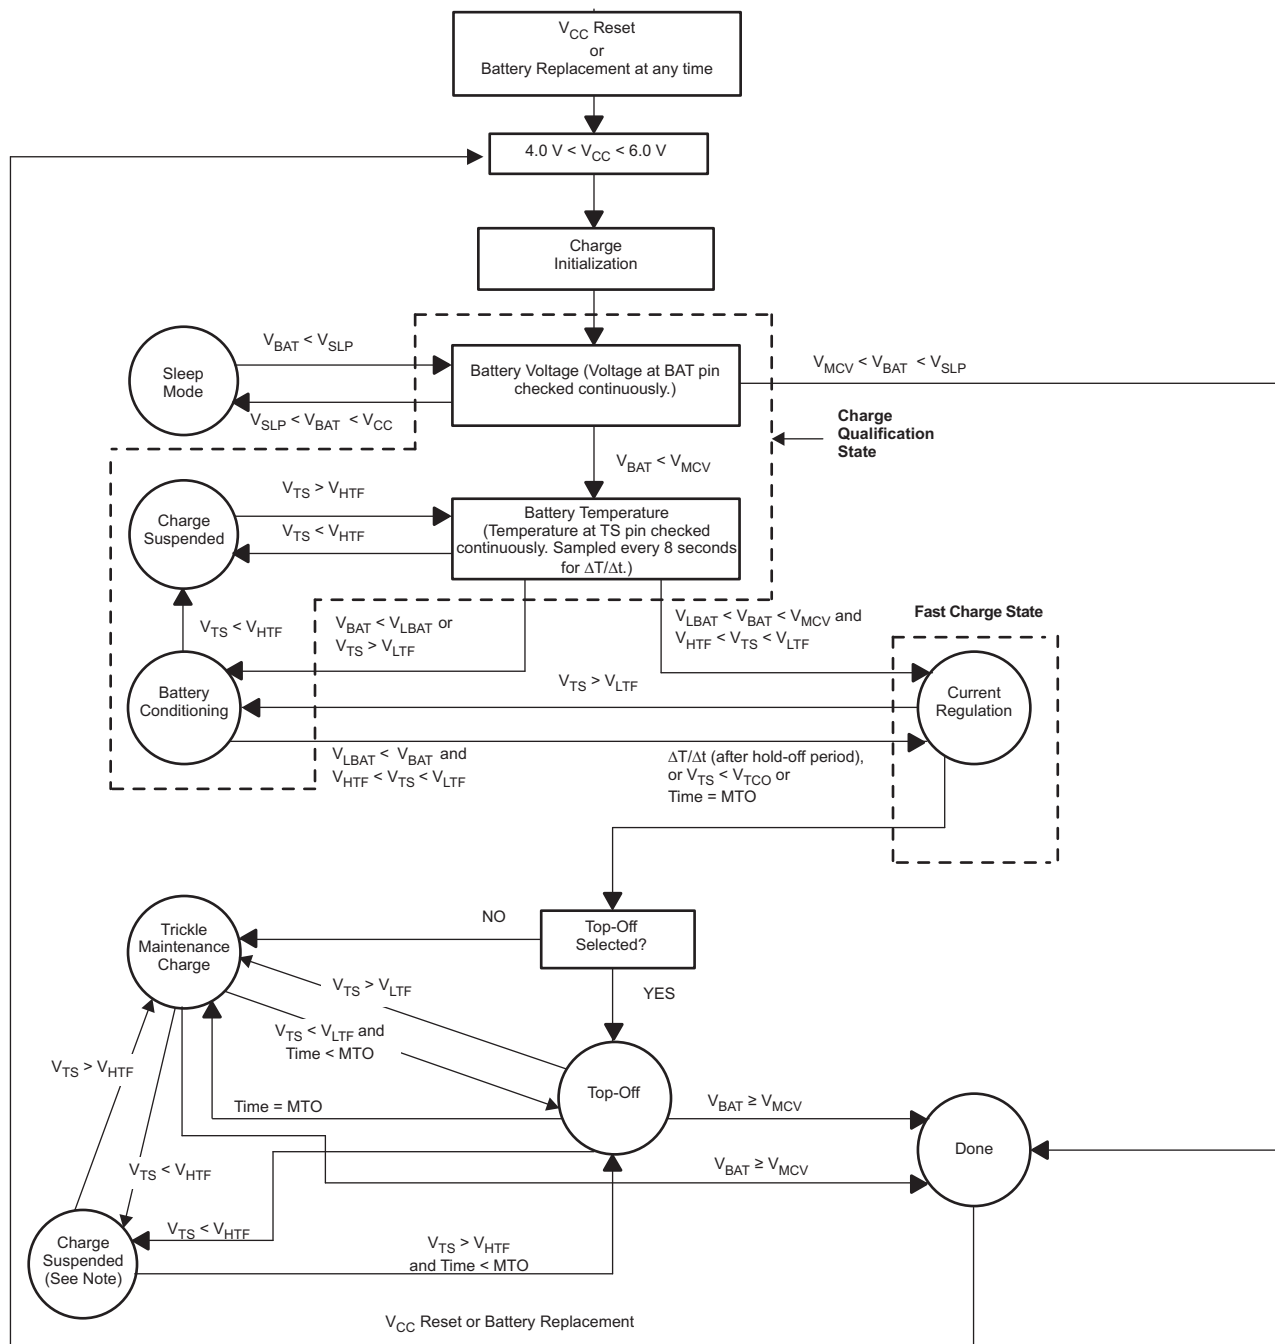 V_CC Reset
or
Battery Replacement at any time
4.0 V < V_CC < 6.0 V
Charge
Initialization
V_BAT < V_SLP
Sleep
Mode
V_SLP < V_BAT < V_CC
Battery Voltage (Voltage at BAT pin
checked continuously.)
V_MCV < V_BAT < V_SLP
Charge
Qualification
State
V_BAT < V_MCV
V_TS > V_HTF
Charge
Suspended
V_TS < V_HTF
Battery Temperature
(Temperature at TS pin checked
continuously. Sampled every 8 seconds
for ΔT/Δt.)
V_TS < V_HTF
V_BAT < V_LBAT or
V_TS > V_LTF
V_LBAT < V_BAT < V_MCV and
V_HTF < V_TS < V_LTF
Fast Charge State
Battery
Conditioning
V_TS > V_LTF
Current
Regulation
V_LBAT < V_BAT and
V_HTF < V_TS < V_LTF
ΔT/Δt (after hold-off period),
or V_TS < V_TCO or
Time = MTO
Trickle
Maintenance
Charge
NO
Top-Off
Selected?
YES
V_TS > V_LTF
V_TS < V_LTF and
Time < MTO
V_TS > V_HTF
Time = MTO
Top-Off
V_BAT ≥ V_MCV
Done
V_TS < V_HTF
V_BAT ≥ V_MCV
V_TS < V_HTF
Charge
Suspended
(See Note)
V_TS > V_HTF
and Time < MTO
V_CC Reset or Battery Replacement